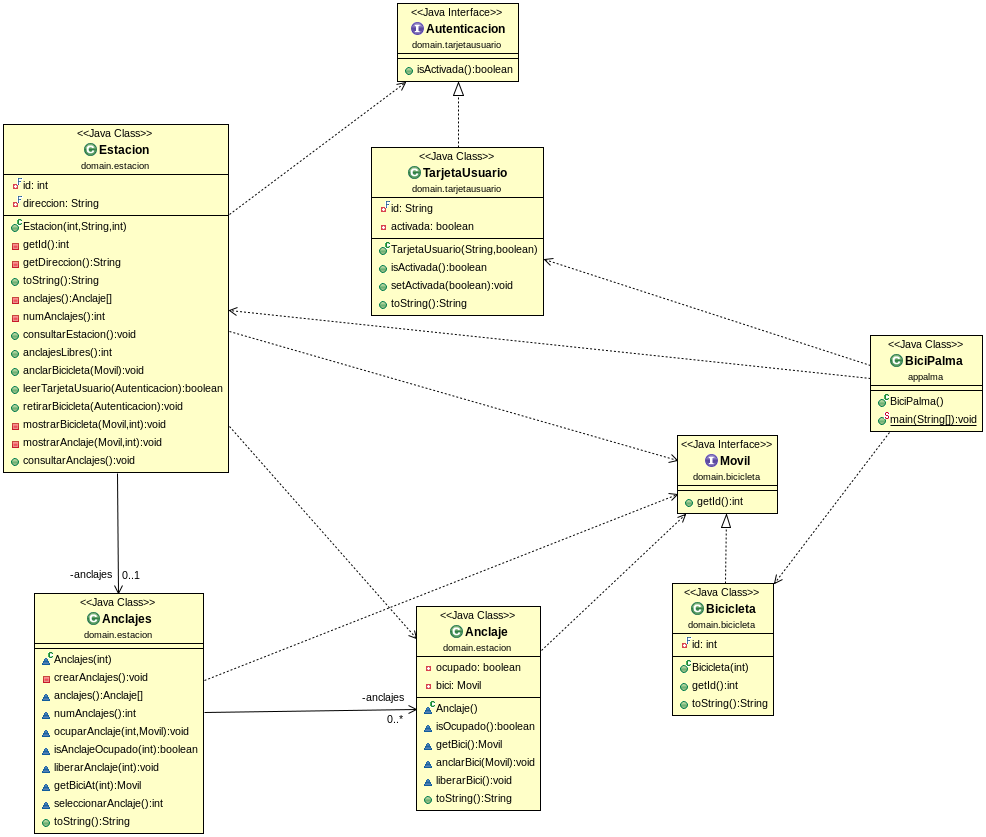 <<Java Interface>>
Autenticacion
domain.tarjetausuario
isActivada():boolean
<<Java Class>>
Estacion
domain.estacion
id: int
direccion: String
Estacion(int,String,int)
getId():int
getDireccion():String
toString():String
anclajes():Anclaje[]
numAnclajes():int
consultarEstacion():void
anclajesLibres():int
anclarBicicleta(Movil):void
leerTarjetaUsuario(Autenticacion):boolean
retirarBicicleta(Autenticacion):void
mostrarBicicleta(Movil,int):void
mostrarAnclaje(Movil,int):void
consultarAnclajes():void
<<Java Class>>
TarjetaUsuario
domain.tarjetausuario
id: String
activada: boolean
TarjetaUsuario(String,boolean)
isActivada():boolean
setActivada(boolean):void
toString():String
<<Java Class>>
BiciPalma
appalma
BiciPalma()
main(String[]):void
<<Java Interface>>
Movil
domain.bicicleta
getId():int
-anclajes
0..1
<<Java Class>>
Anclajes
domain.estacion
Anclajes(int)
crearAnclajes():void
anclajes():Anclaje[]
numAnclajes():int
ocuparAnclaje(int,Movil):void
isAnclajeOcupado(int):boolean
liberarAnclaje(int):void
getBiciAt(int):Movil
seleccionarAnclaje():int
toString():String
-anclajes
0..*
<<Java Class>>
Anclaje
domain.estacion
ocupado: boolean
bici: Movil
Anclaje()
isOcupado():boolean
getBici():Movil
anclarBici(Movil):void
liberarBici():void
toString():String
<<Java Class>>
Bicicleta
domain.bicicleta
id: int
Bicicleta(int)
getId():int
toString():String